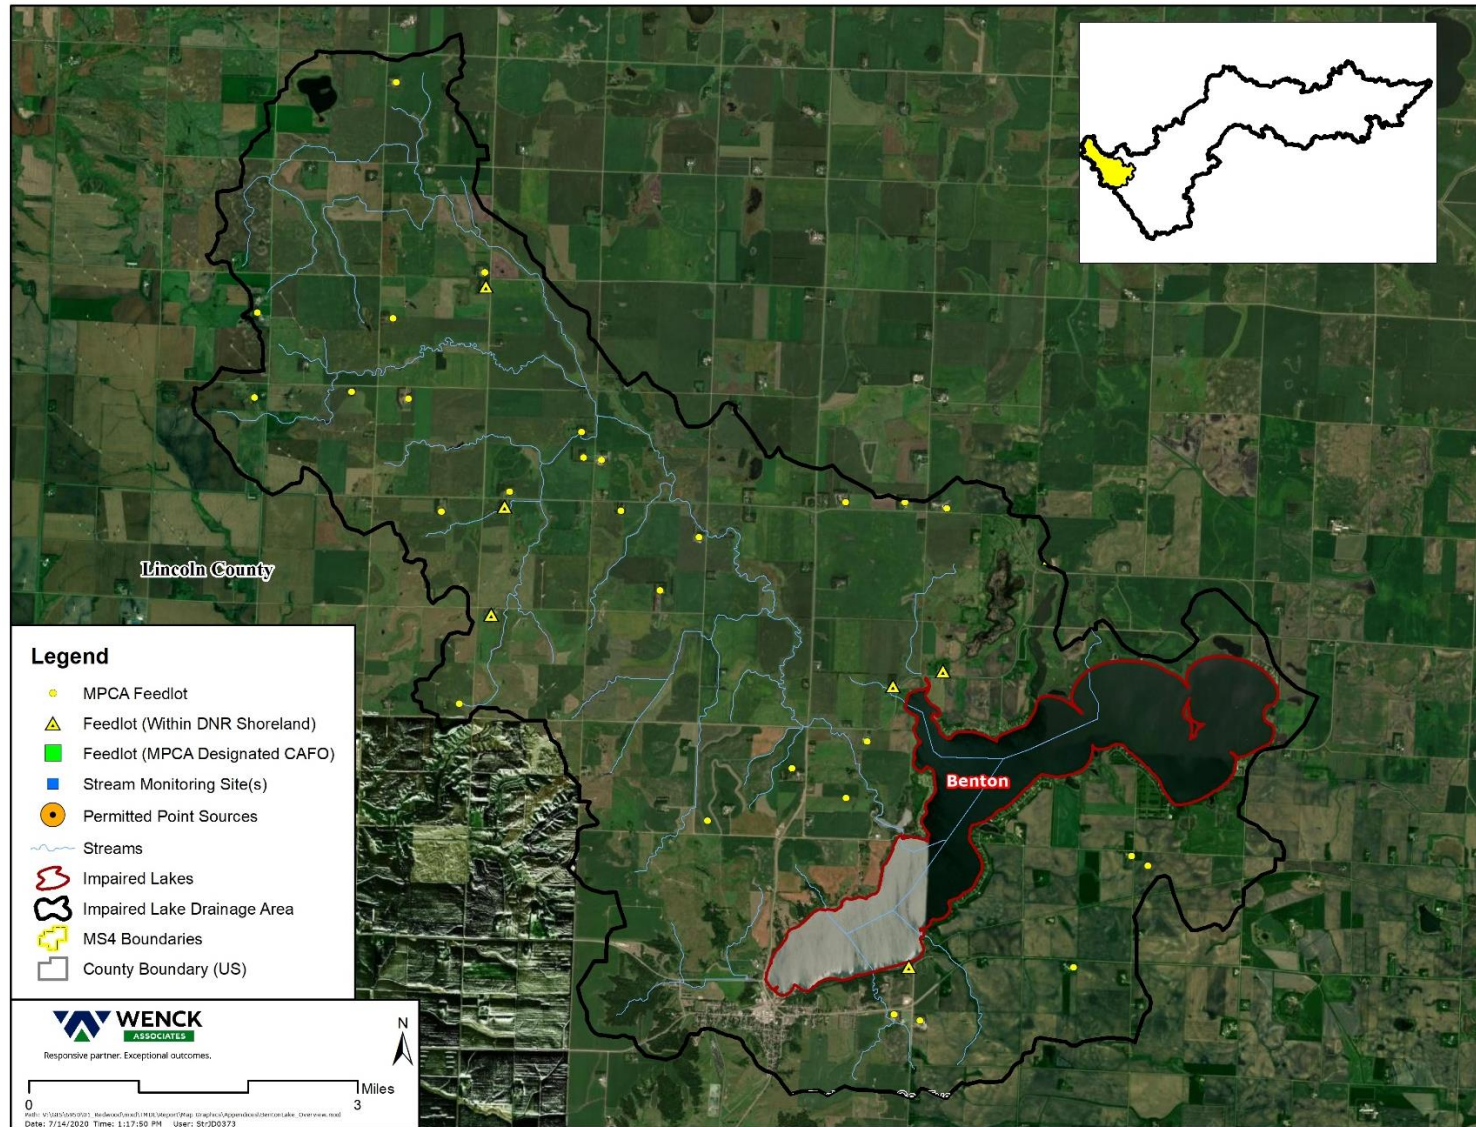 Lincoln County
Benton
Legend
MPCA Feedlot
Feedlot (Within DNR Shoreland)
Feedlot (MPCA Designated CAFO)
Stream Monitoring Site(s)
Permitted Point Sources
Streams
Impaired Lakes
Impaired Lake Drainage Area
MS4 Boundaries
County Boundary (US)
WENCK
ASSOCIATES
Responsive partner. Exceptional outcomes.
N
Miles
0 3
Date: 7/14/2020 Time: 1:17:50 PM User: StrJD0373